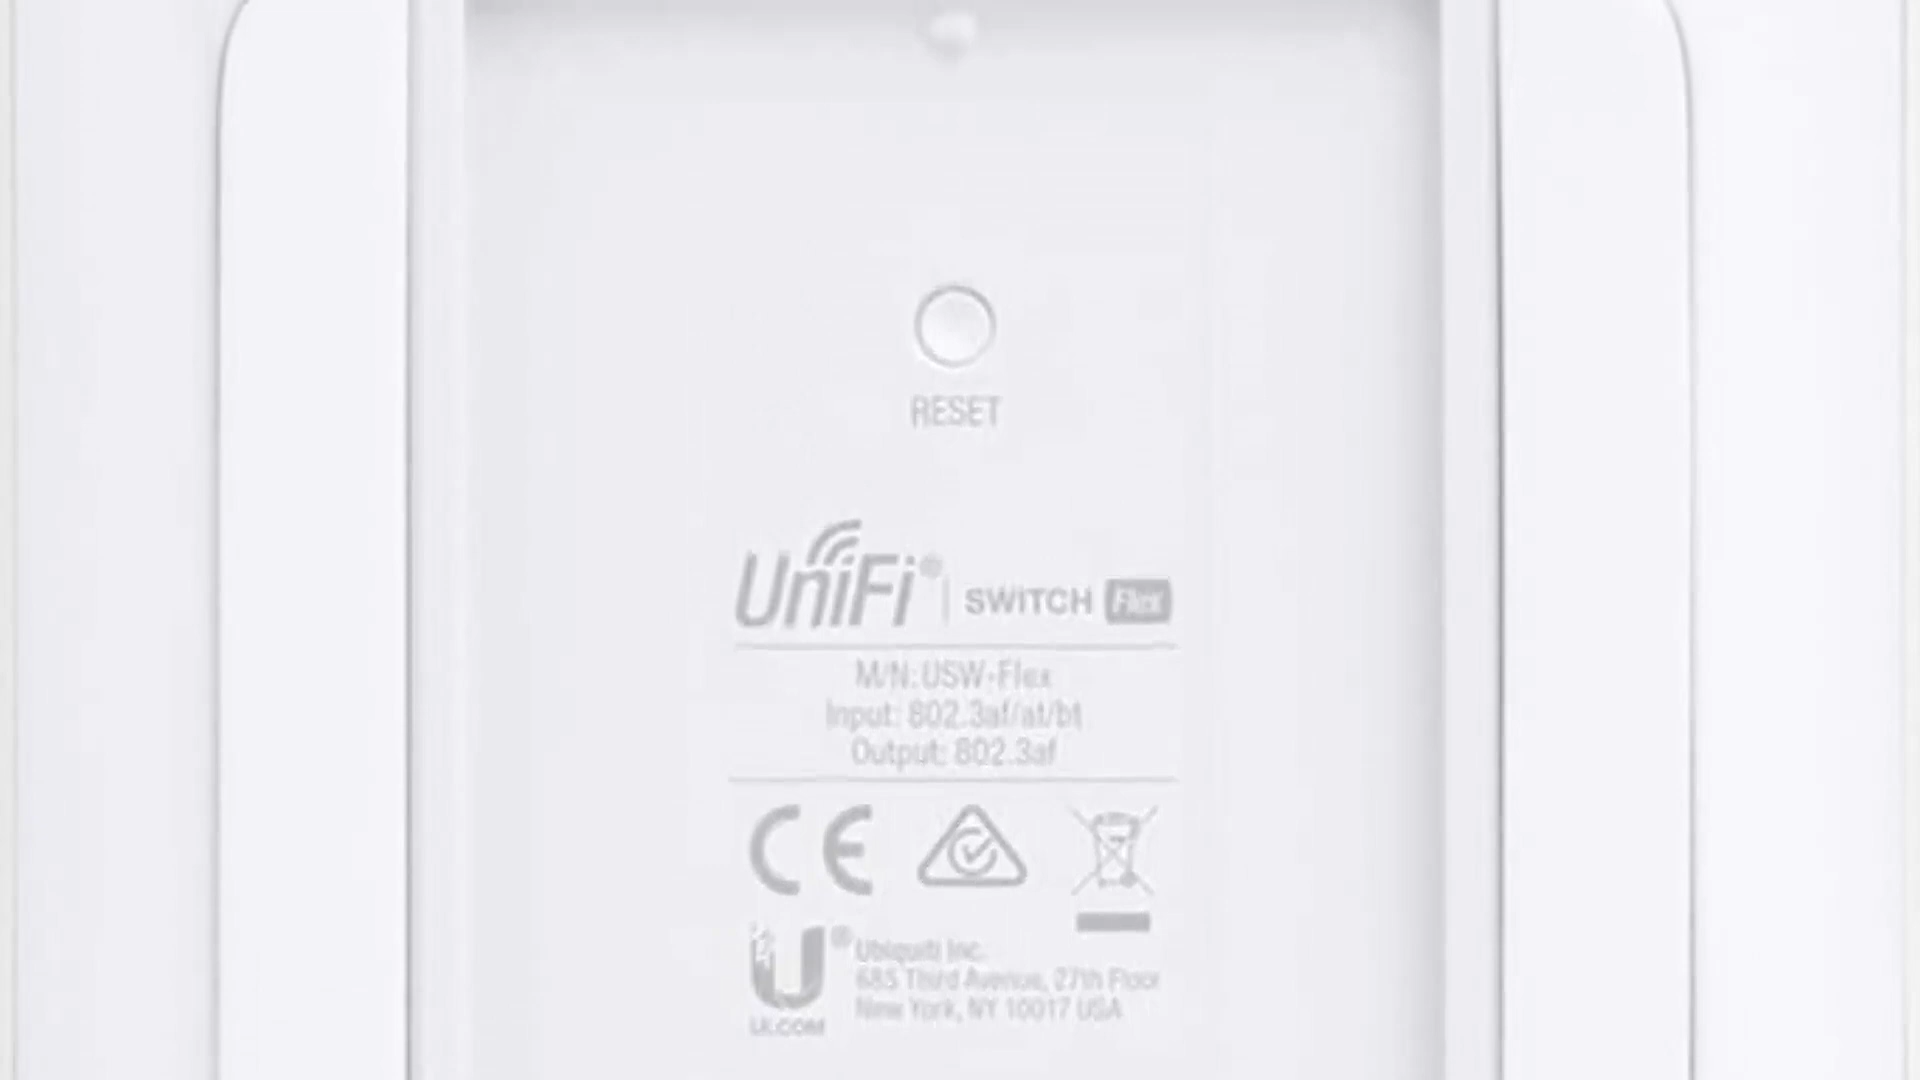 RESET
UniFi® | SWITCH Flex
M/N: USW-Flex
Input: 802.3af/at/bt
Output: 802.3af
CE
U®
UI.COM
Ubiquiti Inc.
685 Third Avenue, 27th Floor
New York, NY 10017 USA